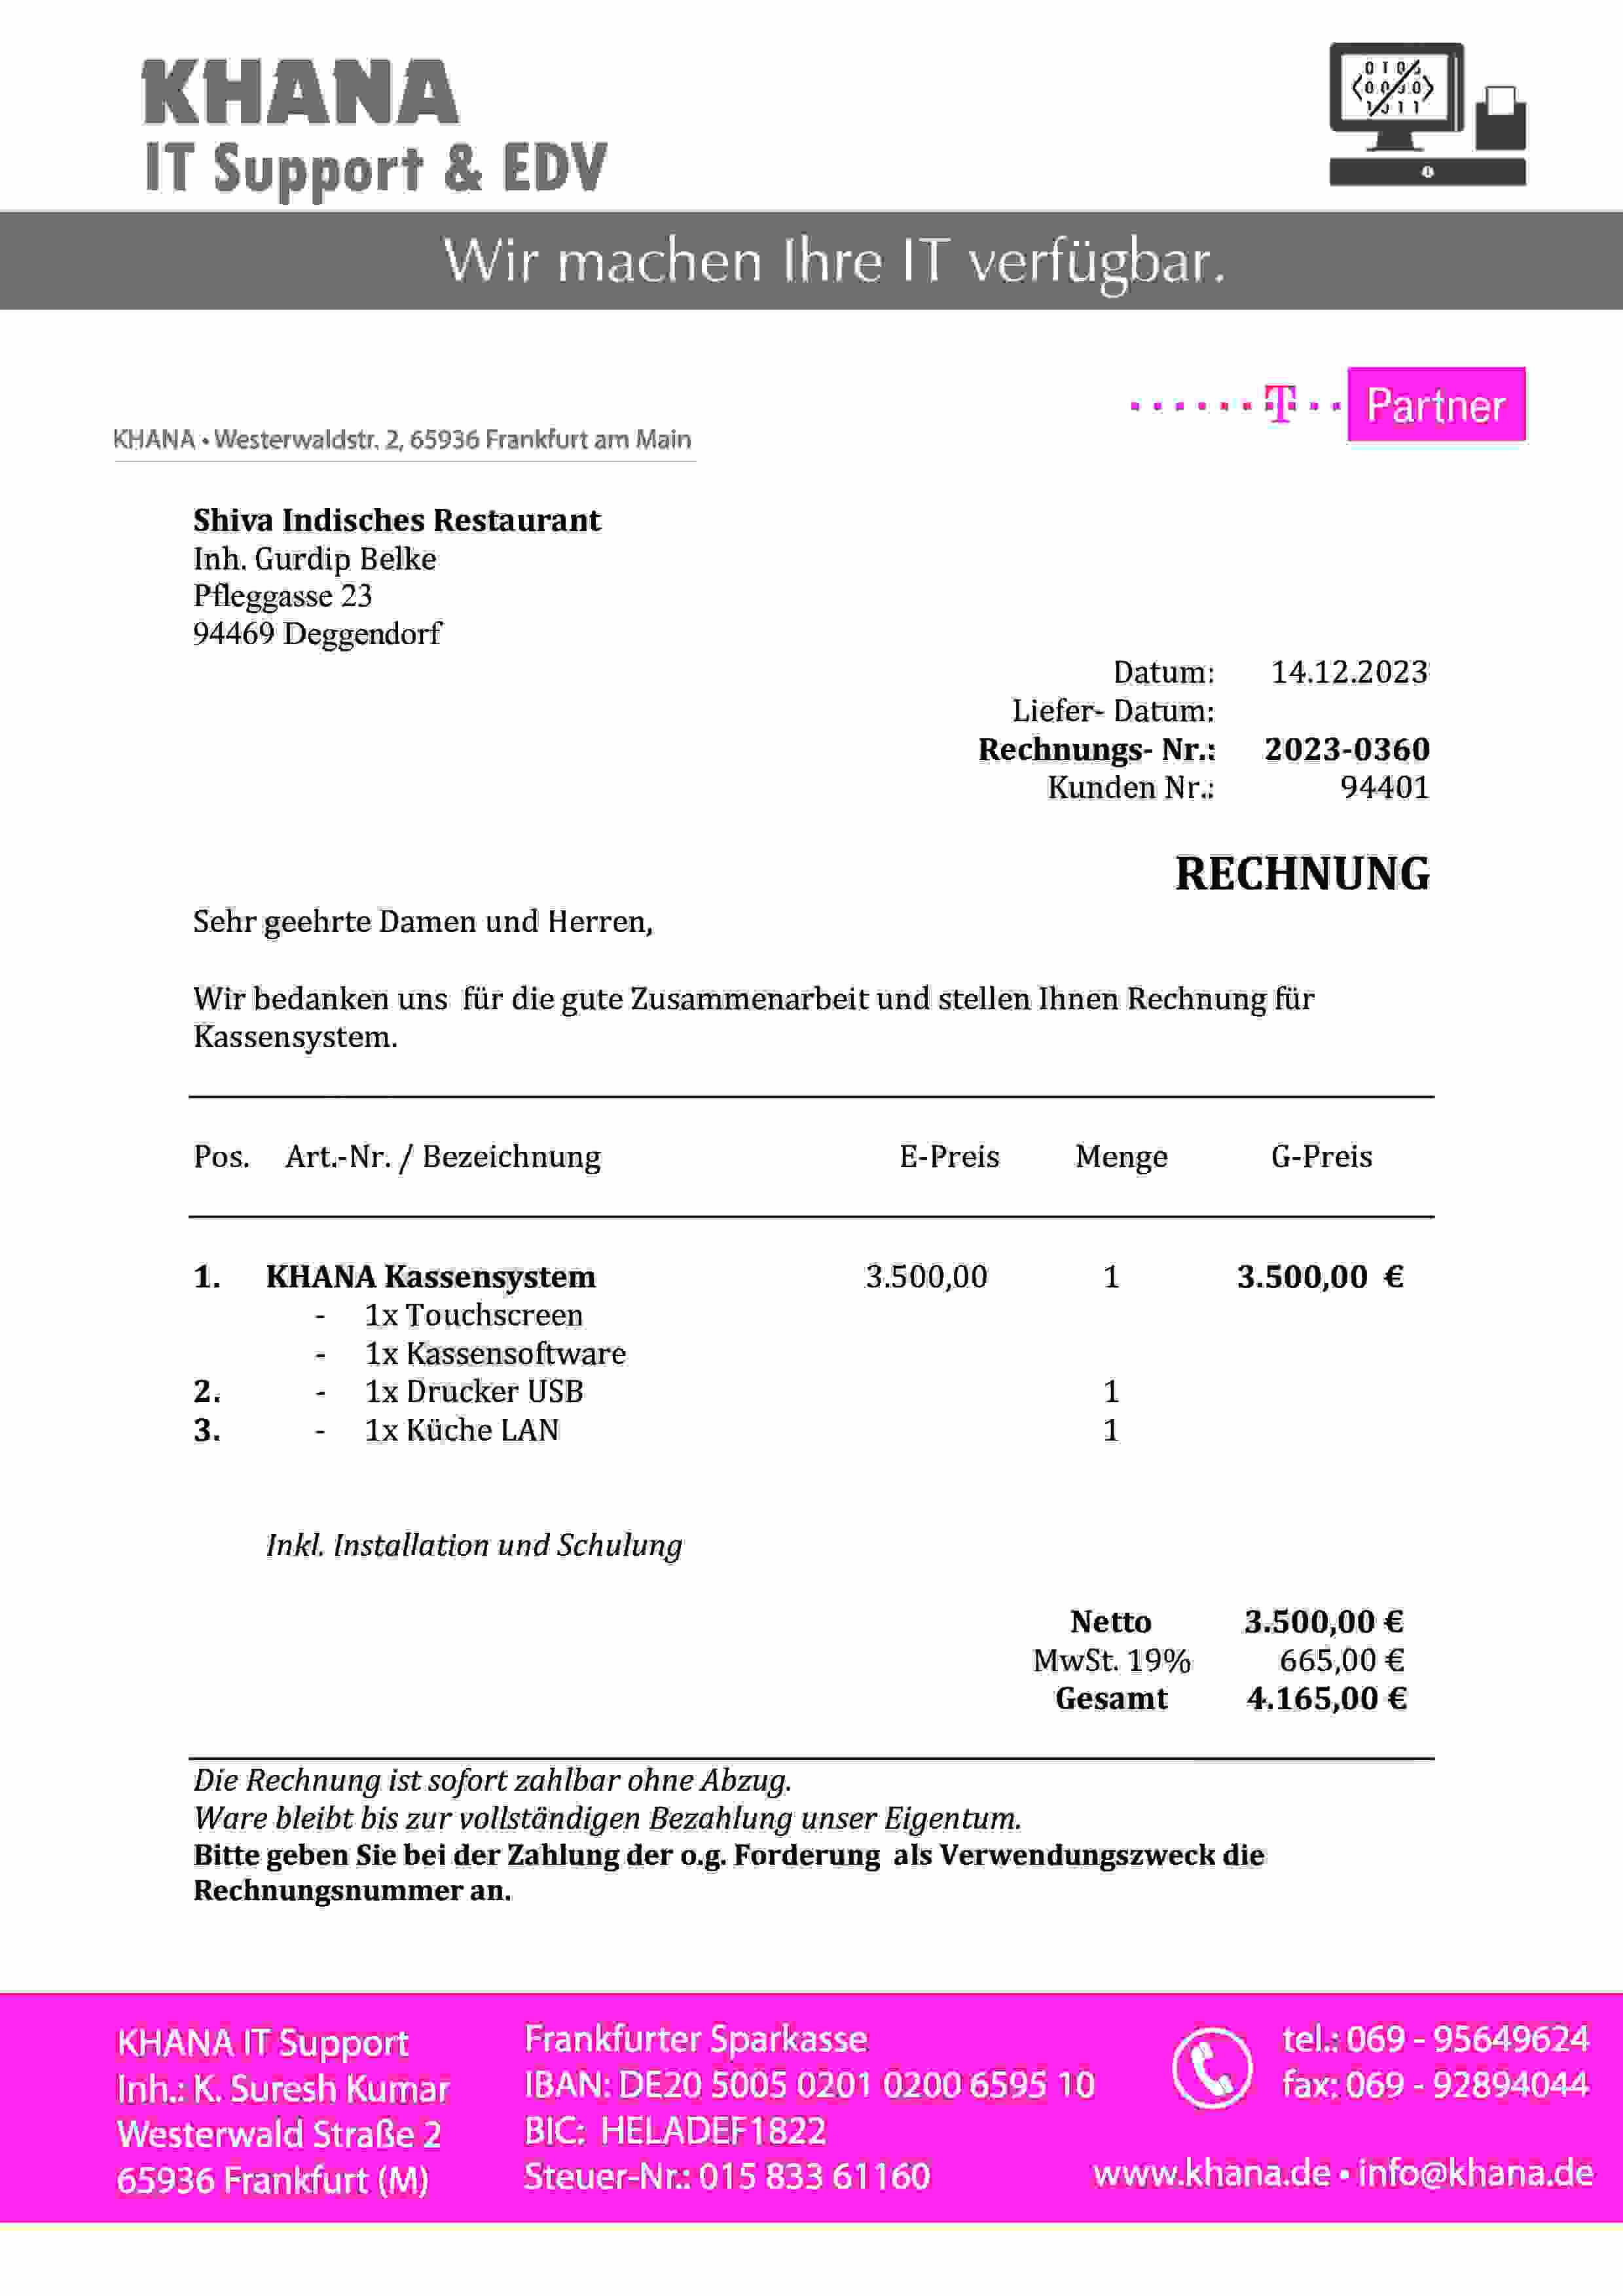 KHANA
IT Support & EDV
Wir machen Ihre IT verfügbar.
T Partner
KHANA • Westerwaldstr. 2, 65936 Frankfurt am Main
Shiva Indisches Restaurant
Inh. Gurdip Belke
Pfleggasse 23
94469 Deggendorf
Datum: 14.12.2023
Liefer- Datum:
Rechnungs- Nr.: 2023-0360
Kunden Nr.: 94401
RECHNUNG
Sehr geehrte Damen und Herren,
Wir bedanken uns für die gute Zusammenarbeit und stellen Ihnen Rechnung für
Kassensystem.
Pos. Art.-Nr. / Bezeichnung E-Preis Menge G-Preis
1. KHANA Kassensystem 3.500,00 1 3.500,00 €
- 1x Touchscreen
- 1x Kassensoftware
2. - 1x Drucker USB 1
3. - 1x Küche LAN 1
Inkl. Installation und Schulung
Netto 3.500,00 €
MwSt. 19% 665,00 €
Gesamt 4.165,00 €
Die Rechnung ist sofort zahlbar ohne Abzug.
Ware bleibt bis zur vollständigen Bezahlung unser Eigentum.
Bitte geben Sie bei der Zahlung der o.g. Forderung als Verwendungszweck die
Rechnungsnummer an.
KHANA IT Support
Inh.: K. Suresh Kumar
Westerwald Straße 2
65936 Frankfurt (M)
Frankfurter Sparkasse
IBAN: DE20 5005 0201 0200 6595 10
BIC: HELADEF1822
Steuer-Nr.: 015 833 61160
tel.: 069 - 95649624
fax: 069 - 92894044
www.khana.de • info@khana.de